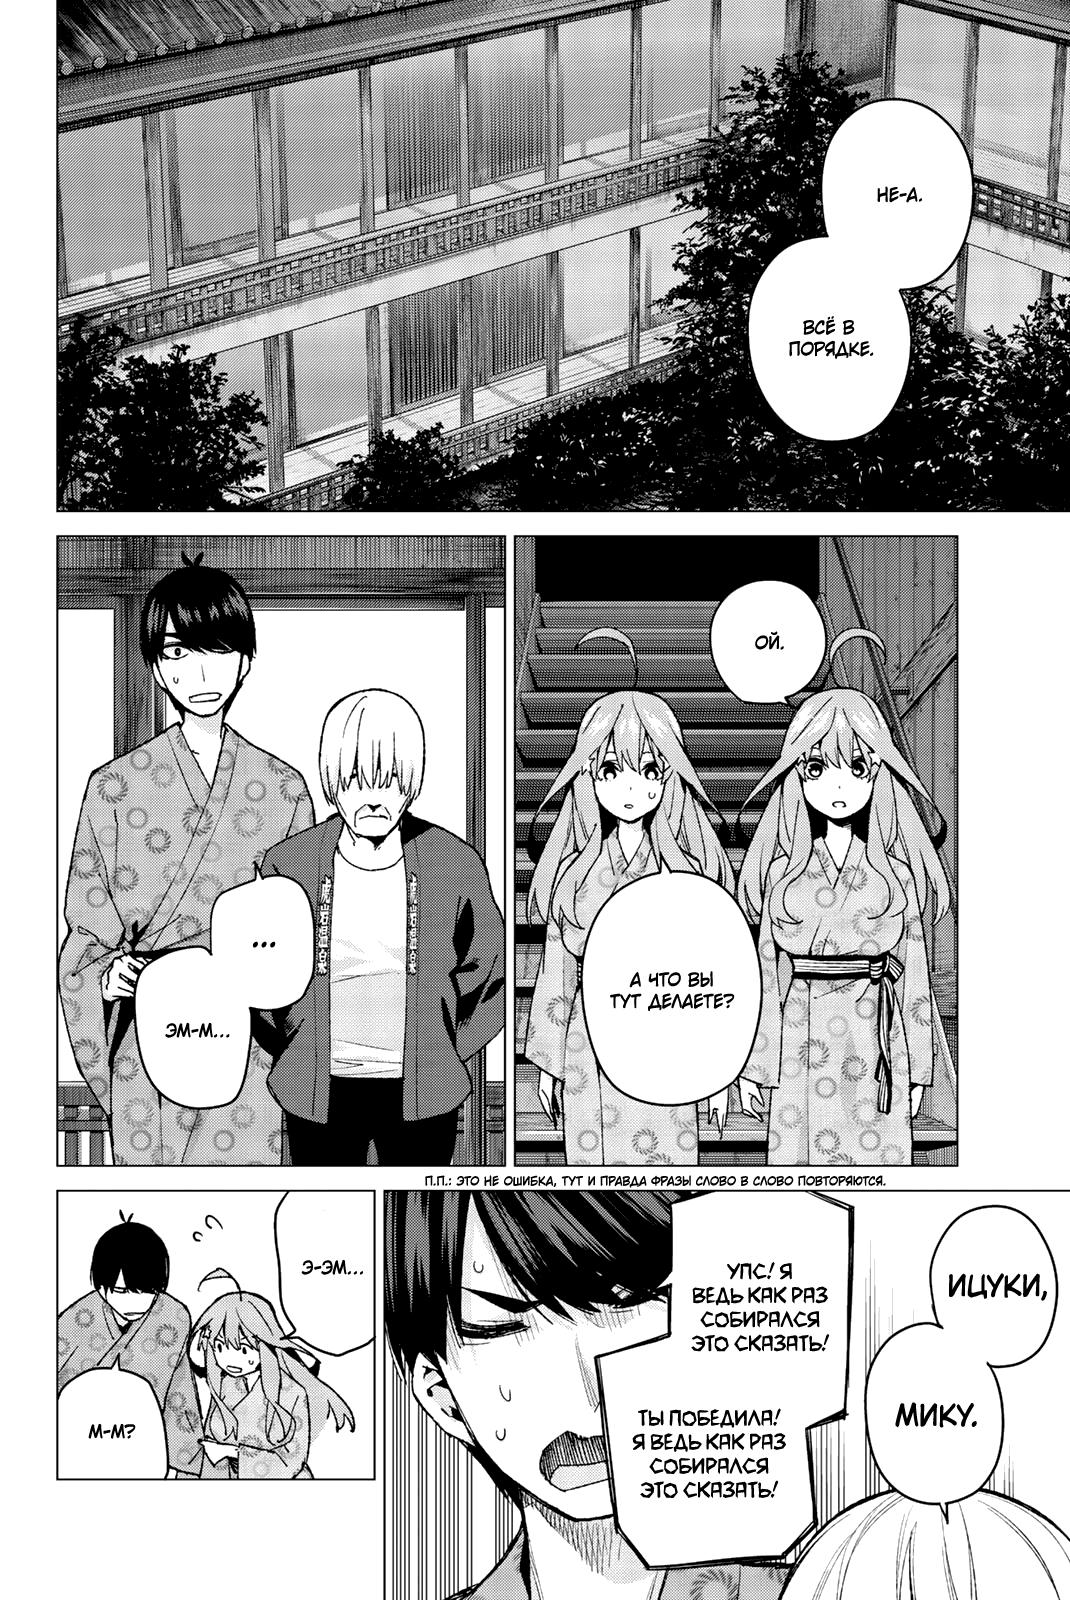 НЕ-А.
ВСЁ В
ПОРЯДКЕ.
ОЙ.
А ЧТО ВЫ
ТУТ ДЕЛАЕТЕ?
...
ЭМ-М...
П.П.: ЭТО НЕ ОШИБКА, ТУТ И ПРАВДА ФРАЗЫ СЛОВО В СЛОВО ПОВТОРЯЮТСЯ.
ИЦУКИ,
МИКУ.
УПС! Я
ВЕДЬ КАК РАЗ
СОБИРАЛСЯ
ЭТО СКАЗАТЬ!
ТЫ ПОБЕДИЛА!
Я ВЕДЬ КАК РАЗ
СОБИРАЛСЯ
ЭТО СКАЗАТЬ!
Э-ЭМ...
М-М?